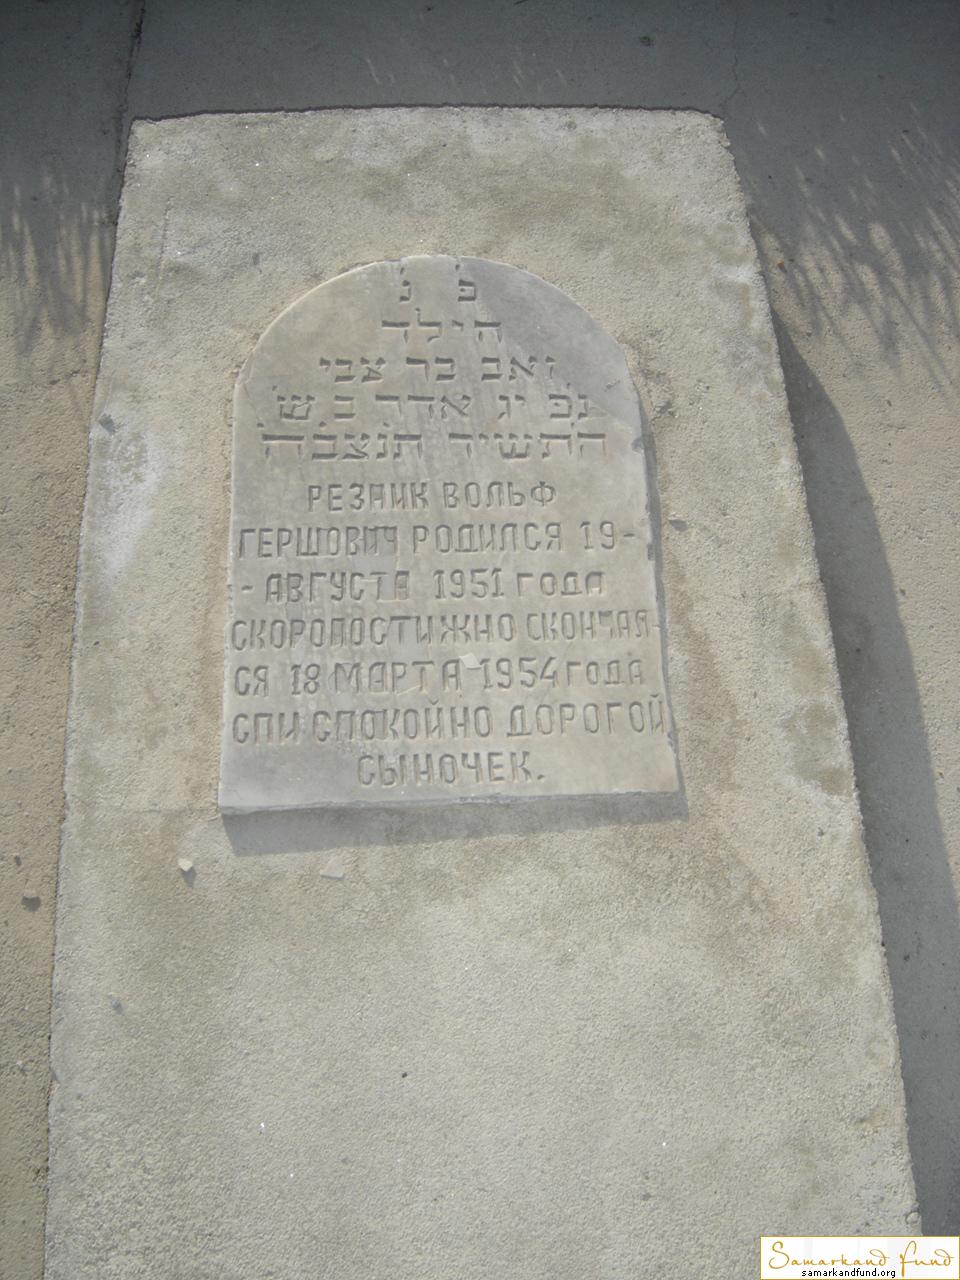 פ נ
הילד
זאב בר צבי
נפ יג אדר ב ש
התשיד תנצבה
РЕЗНИК ВОЛЬФ
ГЕРШОВИЧ РОДИЛСЯ 19-
- АВГУСТА 1951 ГОДА
СКОРОПОСТИЖНО СКОНЧАЛ-
СЯ 18 МАРТА 1954 ГОДА
СПИ СПОКОЙНО ДОРОГОЙ
СЫНОЧЕК.
Samarkand Fund
samarkandfund.org